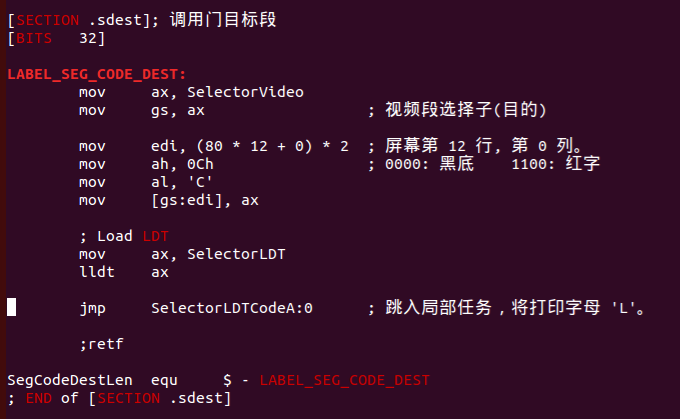 [SECTION .sdest]; 调用门目标段
[BITS   32]
LABEL_SEG_CODE_DEST:
        mov     ax, SelectorVideo
        mov     gs, ax                  ; 视频段选择子(目的)
        mov     edi, (80 * 12 + 0) * 2  ; 屏幕第 12 行, 第 0 列。
        mov     ah, 0Ch                 ; 0000: 黑底    1100: 红字
        mov     al, 'C'
        mov     [gs:edi], ax
        ; Load LDT
        mov     ax, SelectorLDT
        lldt    ax
        jmp     SelectorLDTCodeA:0      ; 跳入局部任务，将打印字母 'L'。
        ;retf
SegCodeDestLen  equ     $ - LABEL_SEG_CODE_DEST
; END of [SECTION .sdest]